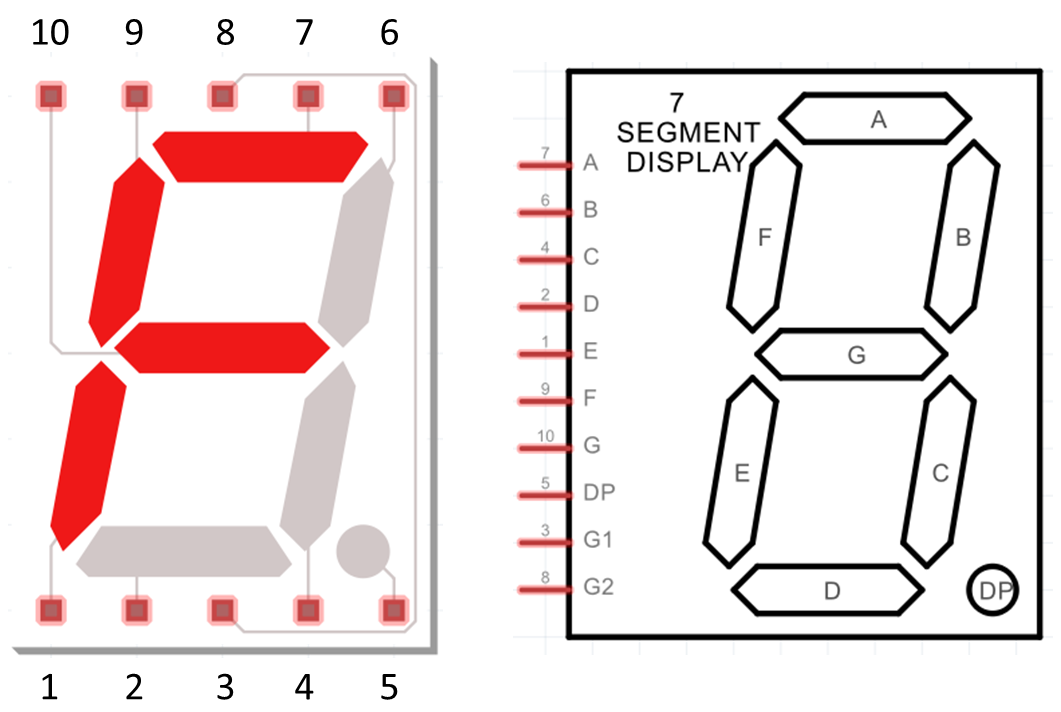 10 9 8 7 6
1 2 3 4 5
7
SEGMENT
DISPLAY
7 A
6 B
4 C
2 D
1 E
9 F
10 G
5 DP
3 G1
8 G2
A
F B
G
E C
D DP